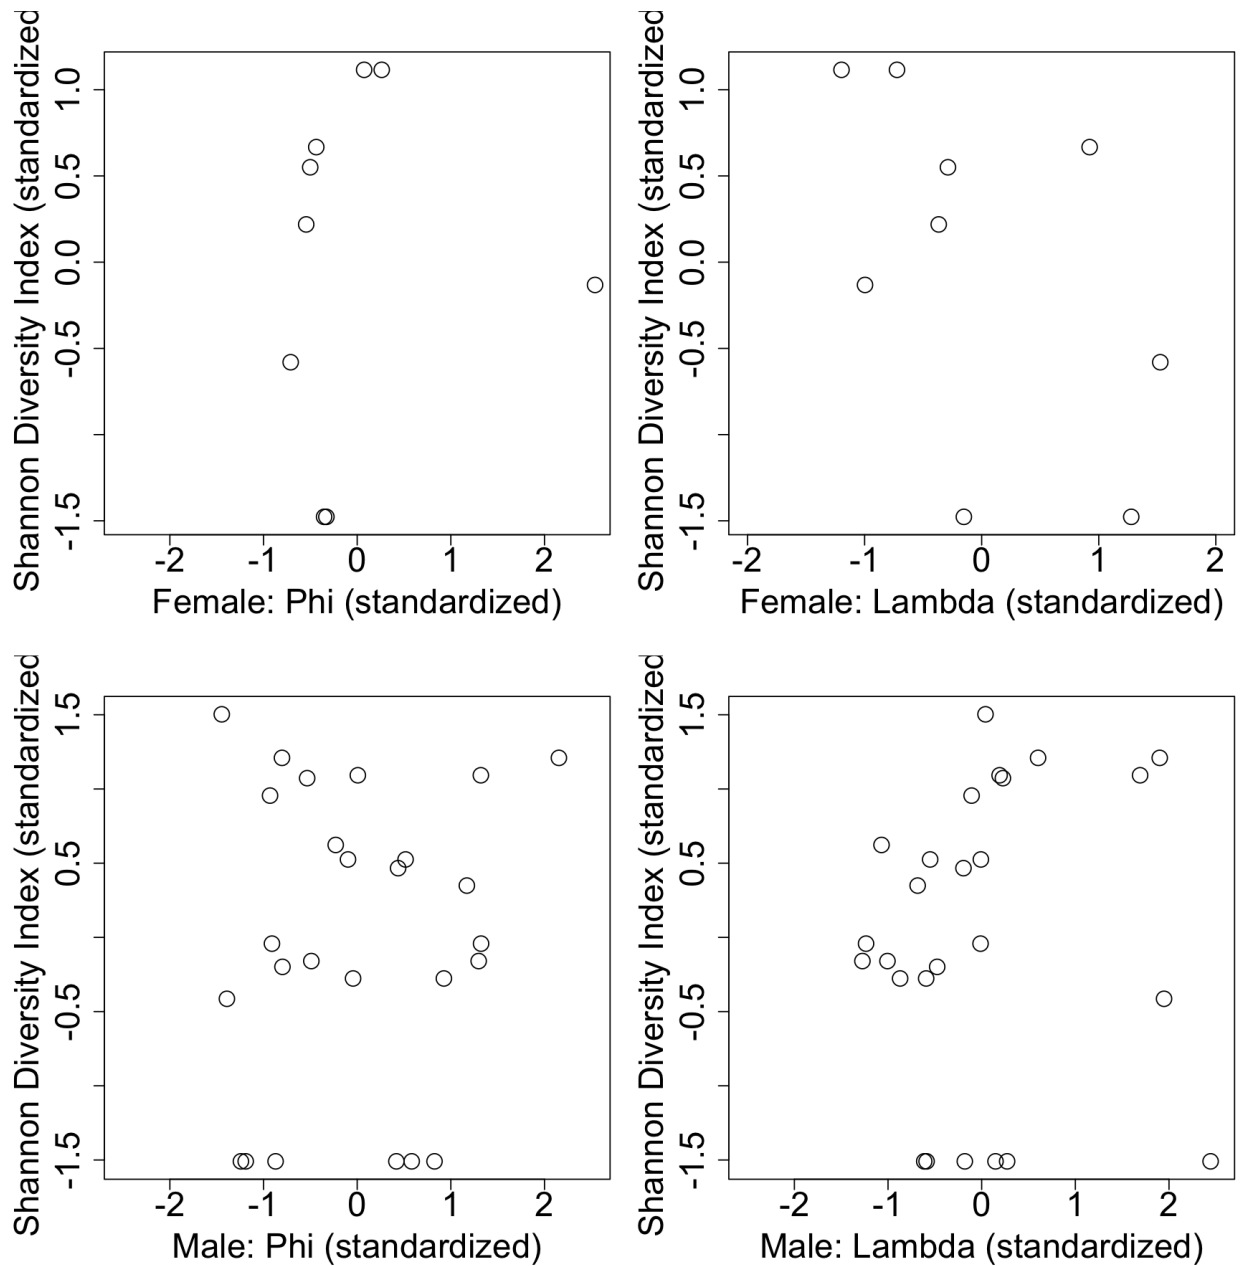 Shannon Diversity Index (standardized
1.0
0.5
0.0
-0.5
-1.5
-2 -1 0 1 2
Female: Phi (standardized)
Shannon Diversity Index (standardized
1.0
0.5
0.0
-0.5
-1.5
-2 -1 0 1 2
Female: Lambda (standardized)
Shannon Diversity Index (standardized
1.5
0.5
-0.5
-1.5
-2 -1 0 1 2
Male: Phi (standardized)
Shannon Diversity Index (standardized
1.5
0.5
-0.5
-1.5
-2 -1 0 1 2
Male: Lambda (standardized)